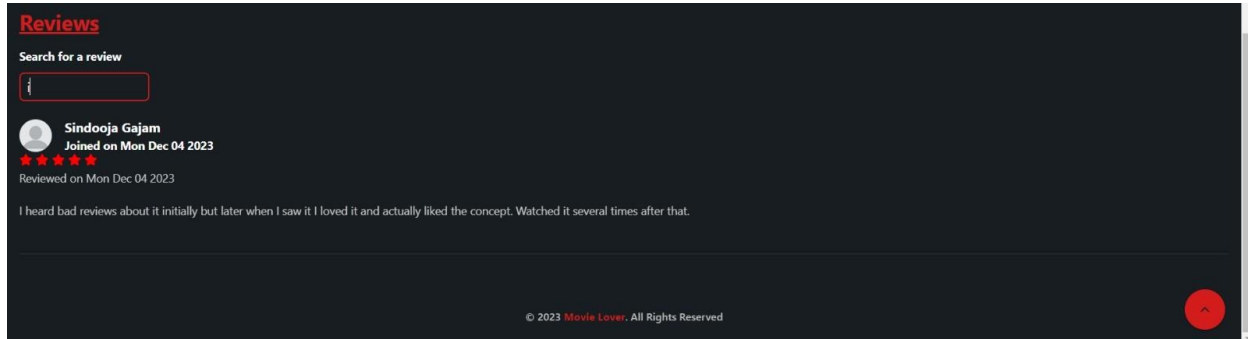 Reviews
Search for a review
i
Sindooja Gajam
Joined on Mon Dec 04 2023
Reviewed on Mon Dec 04 2023
I heard bad reviews about it initially but later when I saw it I loved it and actually liked the concept. Watched it several times after that.
© 2023 Movie Lover. All Rights Reserved